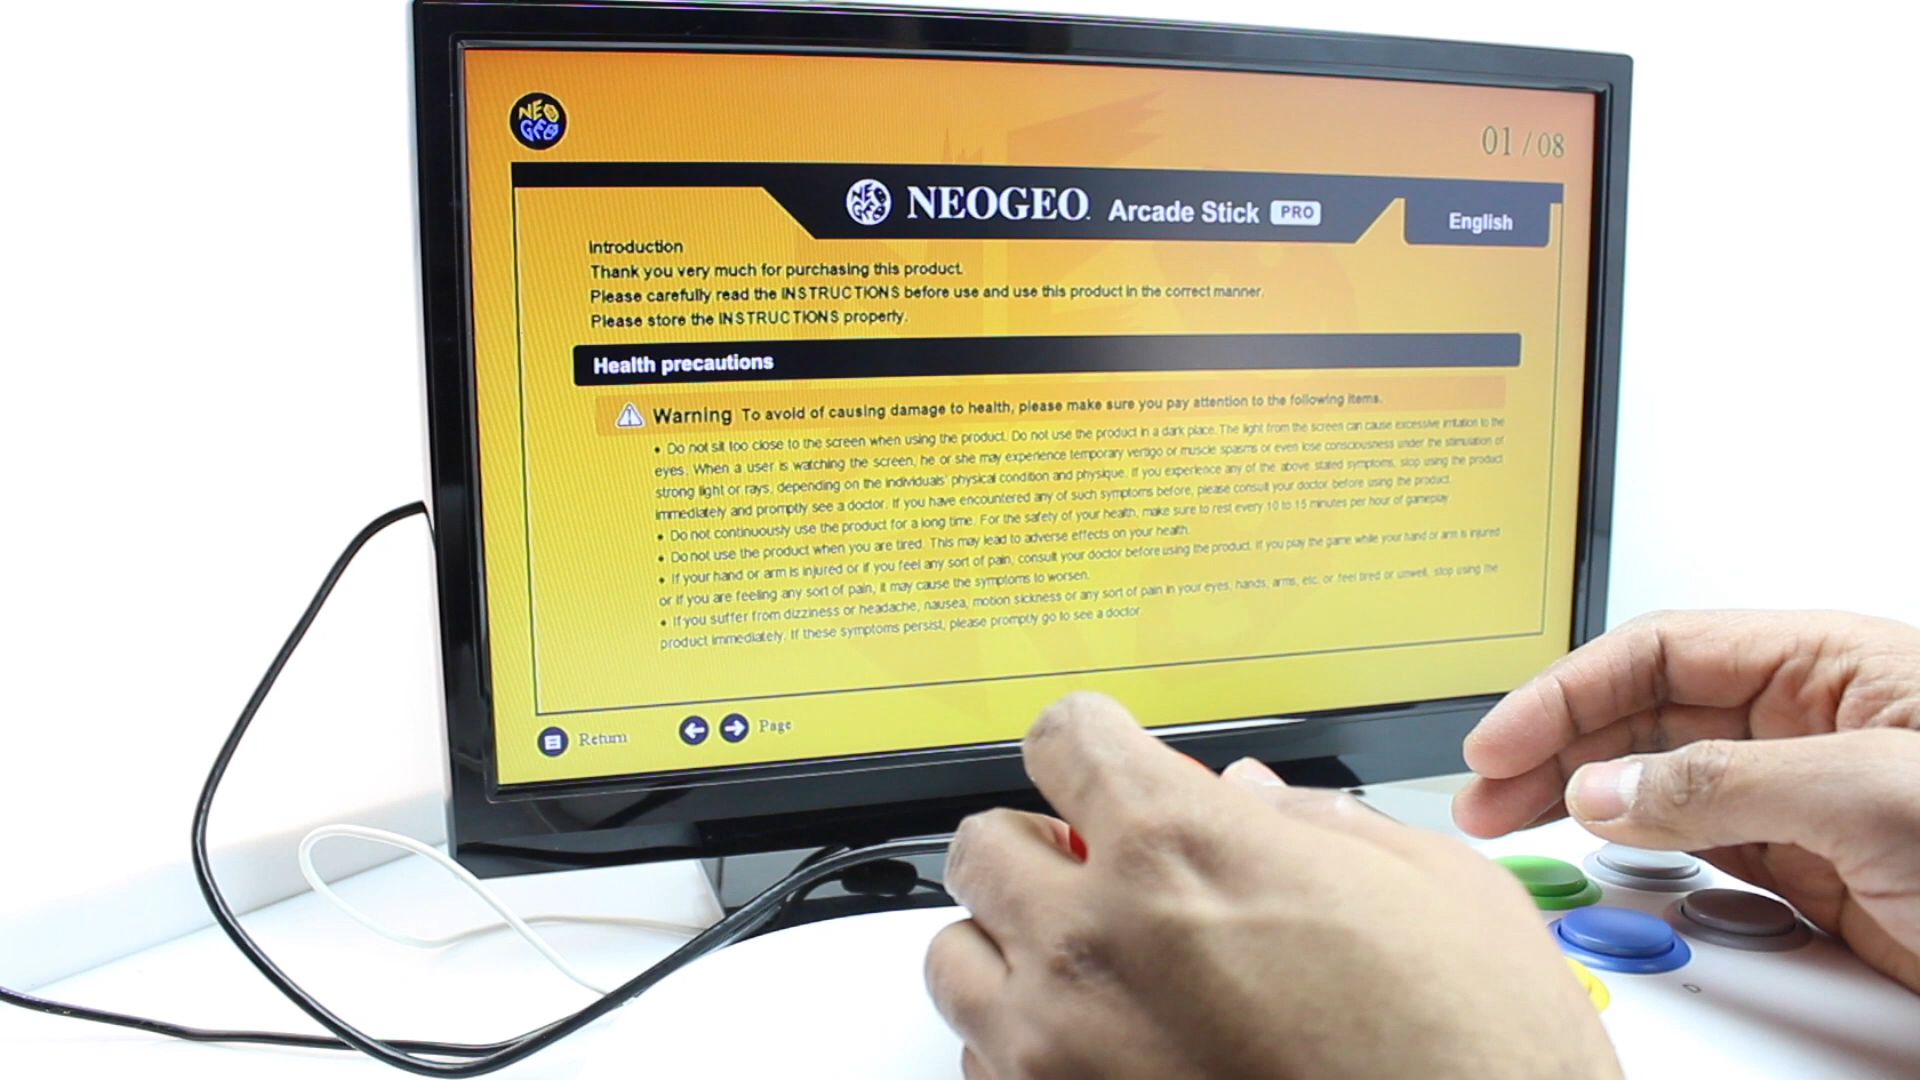 NEO
GEO
01 / 08
NEO
GEO
NEOGEO. Arcade Stick PRO
English
Introduction
Thank you very much for purchasing this product.
Please carefully read the INSTRUCTIONS before use and use this product in the correct manner.
Please store the INSTRUCTIONS properly.
Health precautions
Warning To avoid of causing damage to health, please make sure you pay attention to the following items.
• Do not sit too close to the screen when using the product. Do not use the product in a dark place. The light from the screen can cause excessive irritation to the
eyes. When a user is watching the screen, he or she may experience temporary vertigo or muscle spasms or even lose consciousness under the stimulation of
strong light or rays, depending on the individuals' physical condition and physique. If you experience any of the above stated symptoms, stop using the product
immediately and promptly see a doctor. If you have encountered any of such symptoms before, please consult your doctor before using the product.
• Do not continuously use the product for a long time. For the safety of your health, make sure to rest every 10 to 15 minutes per hour of gameplay
• Do not use the product when you are tired. This may lead to adverse effects on your health.
• If your hand or arm is injured or if you feel any sort of pain, consult your doctor before using the product. If you play the game while your hand or arm is injured
or if you are feeling any sort of pain, it may cause the symptoms to worsen.
• If you suffer from dizziness or headache, nausea, motion sickness or any sort of pain in your eyes, hands, arms, etc. or feel tired or unwell, stop using the
product immediately. If these symptoms persist, please promptly go to see a doctor.
Return
Page